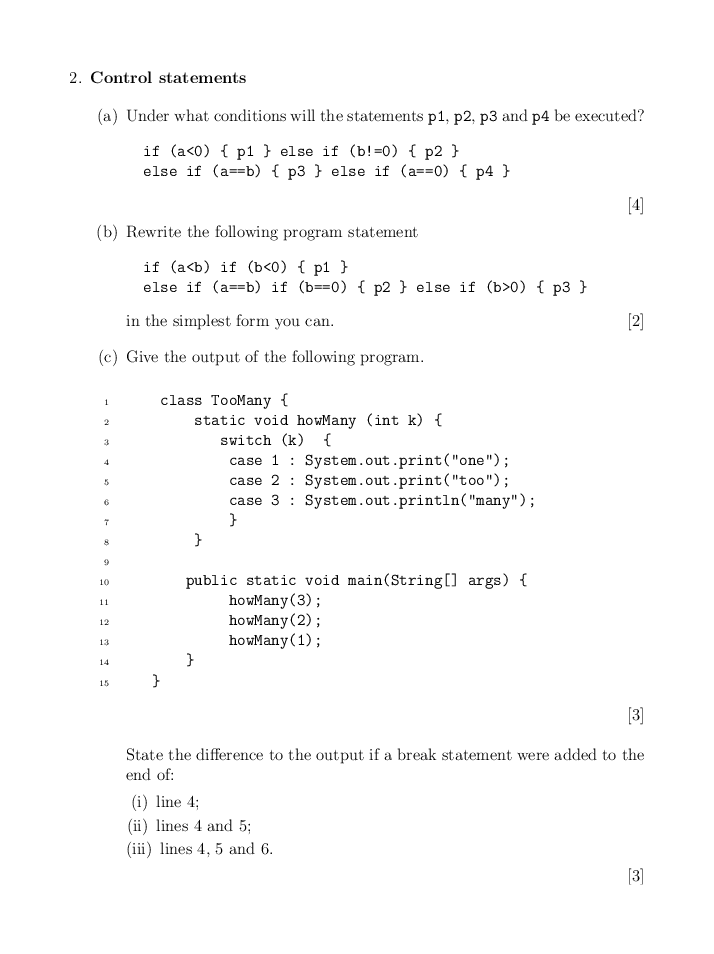 2. Control statements
(a) Under what conditions will the statements p1, p2, p3 and p4 be executed?
if (a<0) { p1 } else if (b!=0) { p2 }
else if (a==b) { p3 } else if (a==0) { p4 }
[4]
(b) Rewrite the following program statement
if (a<b) if (b<0) { p1 }
else if (a==b) if (b==0) { p2 } else if (b>0) { p3 }
in the simplest form you can. [2]
(c) Give the output of the following program.
1 class TooMany {
2 static void howMany (int k) {
3 switch (k) {
4 case 1 : System.out.print("one");
5 case 2 : System.out.print("too");
6 case 3 : System.out.println("many");
7 }
8 }
9
10 public static void main(String[] args) {
11 howMany(3);
12 howMany(2);
13 howMany(1);
14 }
15 }
[3]
State the difference to the output if a break statement were added to the
end of:
(i) line 4;
(ii) lines 4 and 5;
(iii) lines 4, 5 and 6.
[3]